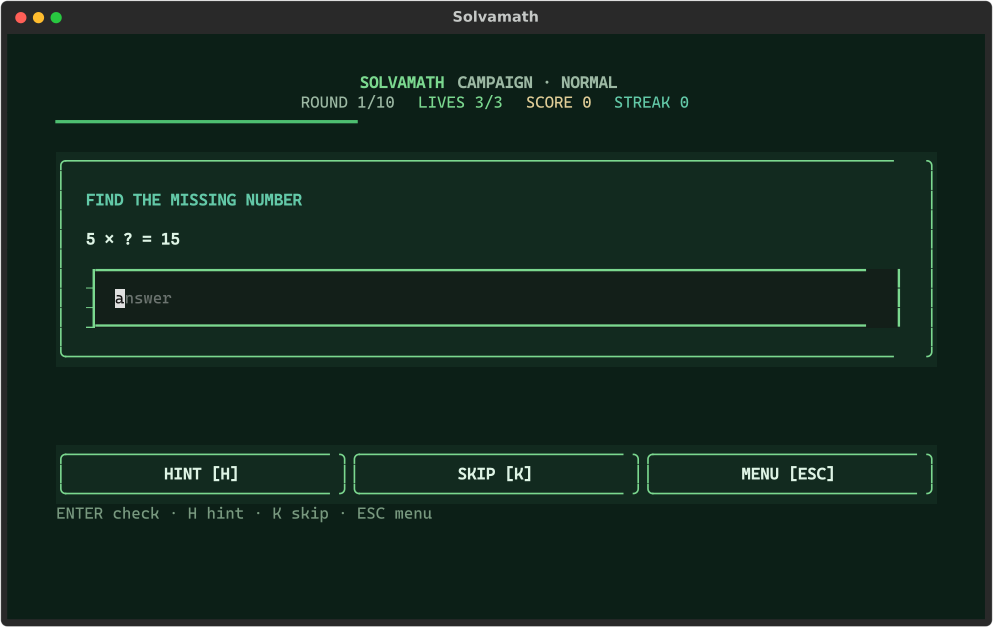 Solvamath
SOLVAMATH CAMPAIGN · NORMAL
ROUND 1/10 LIVES 3/3 SCORE 0 STREAK 0
FIND THE MISSING NUMBER
5 × ? = 15
answer
HINT [H] SKIP [K] MENU [ESC]
ENTER check · H hint · K skip · ESC menu